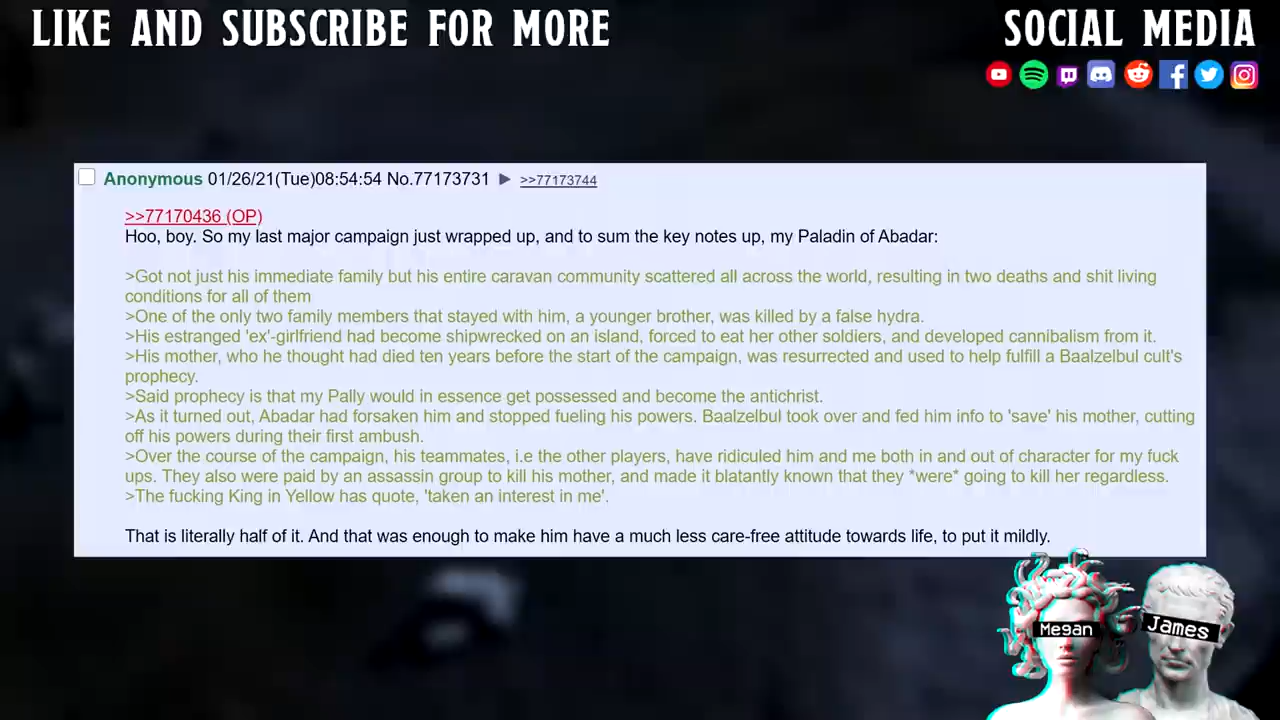 LIKE AND SUBSCRIBE FOR MORE
SOCIAL MEDIA
Anonymous 01/26/21(Tue)08:54:54 No.77173731 ▶ >>77173744
>>77170436 (OP)
Hoo, boy. So my last major campaign just wrapped up, and to sum the key notes up, my Paladin of Abadar:
>Got not just his immediate family but his entire caravan community scattered all across the world, resulting in two deaths and shit living
conditions for all of them
>One of the only two family members that stayed with him, a younger brother, was killed by a false hydra.
>His estranged 'ex'-girlfriend had become shipwrecked on an island, forced to eat her other soldiers, and developed cannibalism from it.
>His mother, who he thought had died ten years before the start of the campaign, was resurrected and used to help fulfill a Baalzelbul cult's
prophecy.
>Said prophecy is that my Pally would in essence get possessed and become the antichrist.
>As it turned out, Abadar had forsaken him and stopped fueling his powers. Baalzelbul took over and fed him info to 'save' his mother, cutting
off his powers during their first ambush.
>Over the course of the campaign, his teammates, i.e the other players, have ridiculed him and me both in and out of character for my fuck
ups. They also were paid by an assassin group to kill his mother, and made it blatantly known that they *were* going to kill her regardless.
>The fucking King in Yellow has quote, 'taken an interest in me'.
That is literally half of it. And that was enough to make him have a much less care-free attitude towards life, to put it mildly.
Megan
James